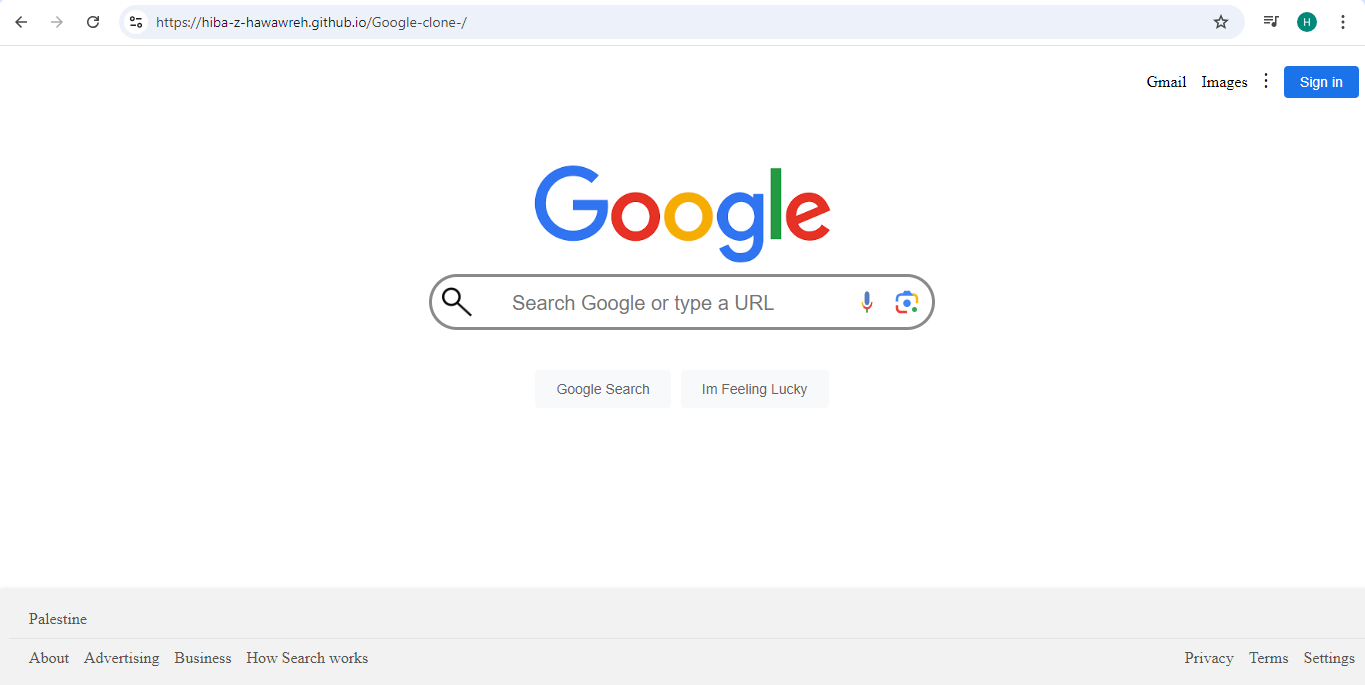 https://hiba-z-hawawreh.github.io/Google-clone-/
H
Gmail Images Sign in
Google
Search Google or type a URL
Google Search Im Feeling Lucky
Palestine
About Advertising Business How Search works Privacy Terms Settings